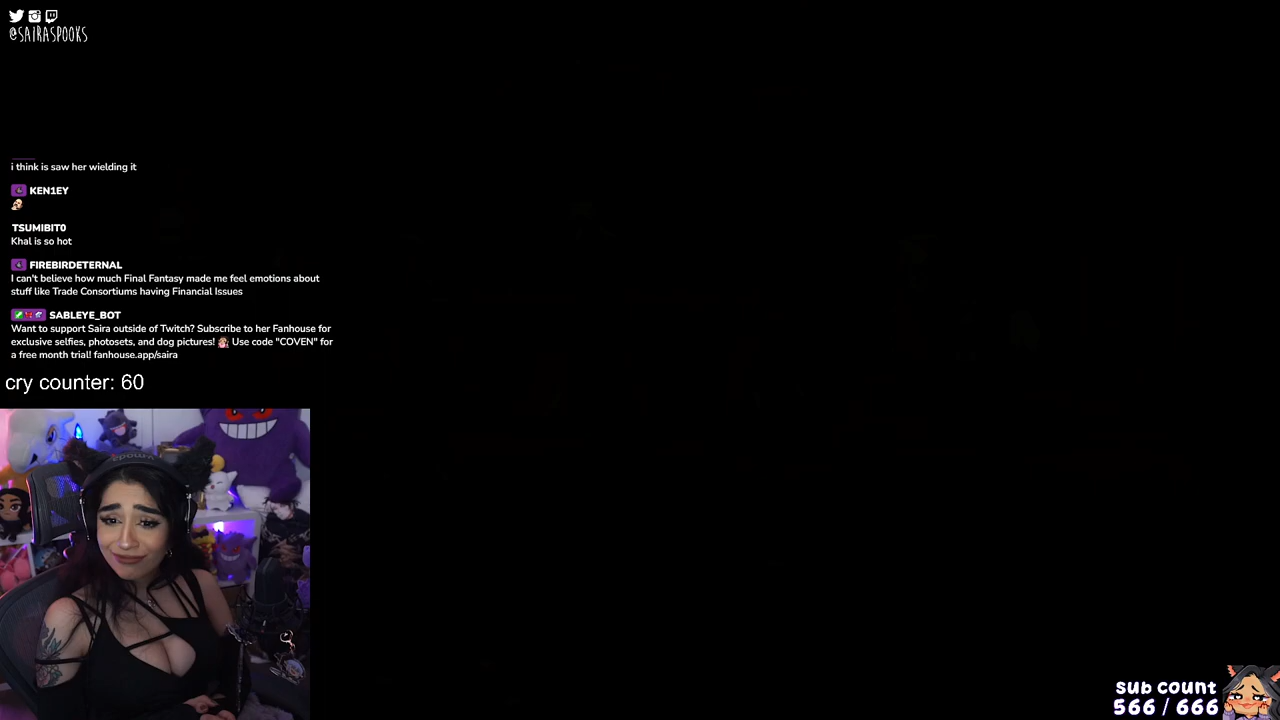 @SAIRASPOOKS
i think is saw her wielding it
KEN1EY
TSUMIBIT0
Khal is so hot
FIREBIRDETERNAL
I can't believe how much Final Fantasy made me feel emotions about
stuff like Trade Consortiums having Financial Issues
SABLEYE_BOT
Want to support Saira outside of Twitch? Subscribe to her Fanhouse for
exclusive selfies, photosets, and dog pictures! Use code "COVEN" for
a free month trial! fanhouse.app/saira
cry counter: 60
sub count
566 / 666